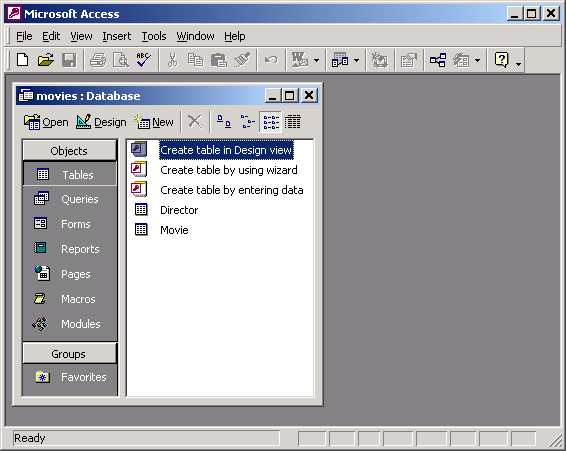 Microsoft Access
File Edit View Insert Tools Window Help
ABC
movies : Database
Open Design New
Objects
Tables
Queries
Forms
Reports
Pages
Macros
Modules
Groups
Favorites
Create table in Design view
Create table by using wizard
Create table by entering data
Director
Movie
Ready